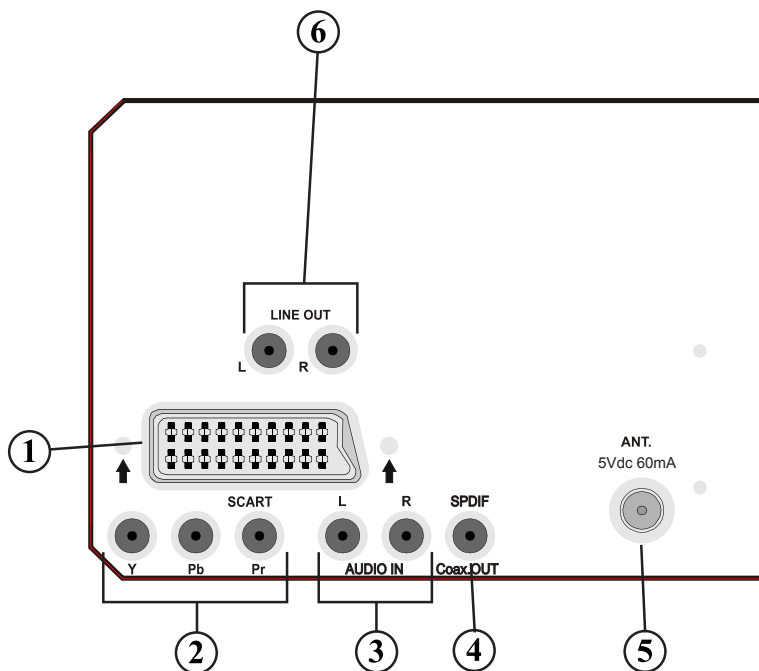 6
LINE OUT
L R
1
ANT.
5Vdc 60mA
SCART L R SPDIF
Y Pb Pr AUDIO IN Coax.OUT
2 3 4 5